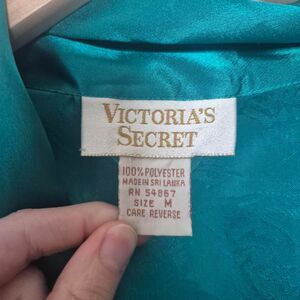 VICTORIA'S
SECRET
100% POLYESTER
MADE IN SRI LANKA
RN 54867
SIZE M
CARE REVERSE